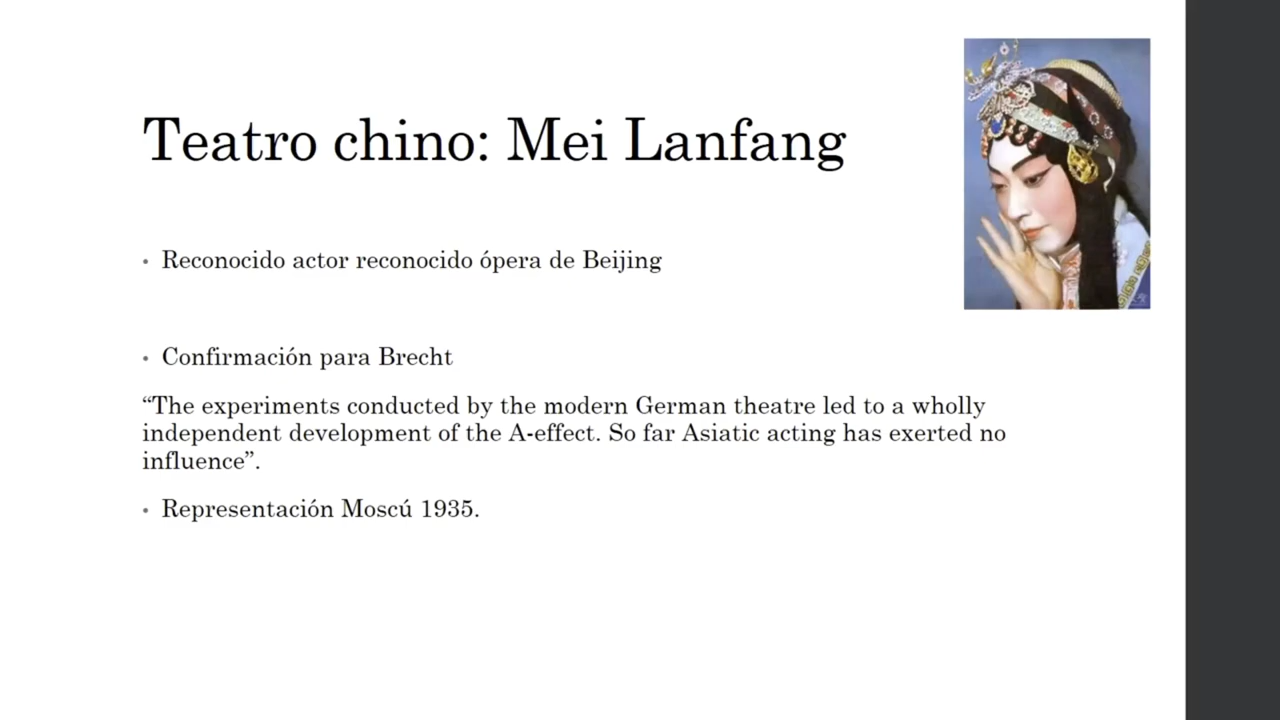 Teatro chino: Mei Lanfang
• Reconocido actor reconocido ópera de Beijing
• Confirmación para Brecht
“The experiments conducted by the modern German theatre led to a wholly
independent development of the A-effect. So far Asiatic acting has exerted no
influence”.
• Representación Moscú 1935.